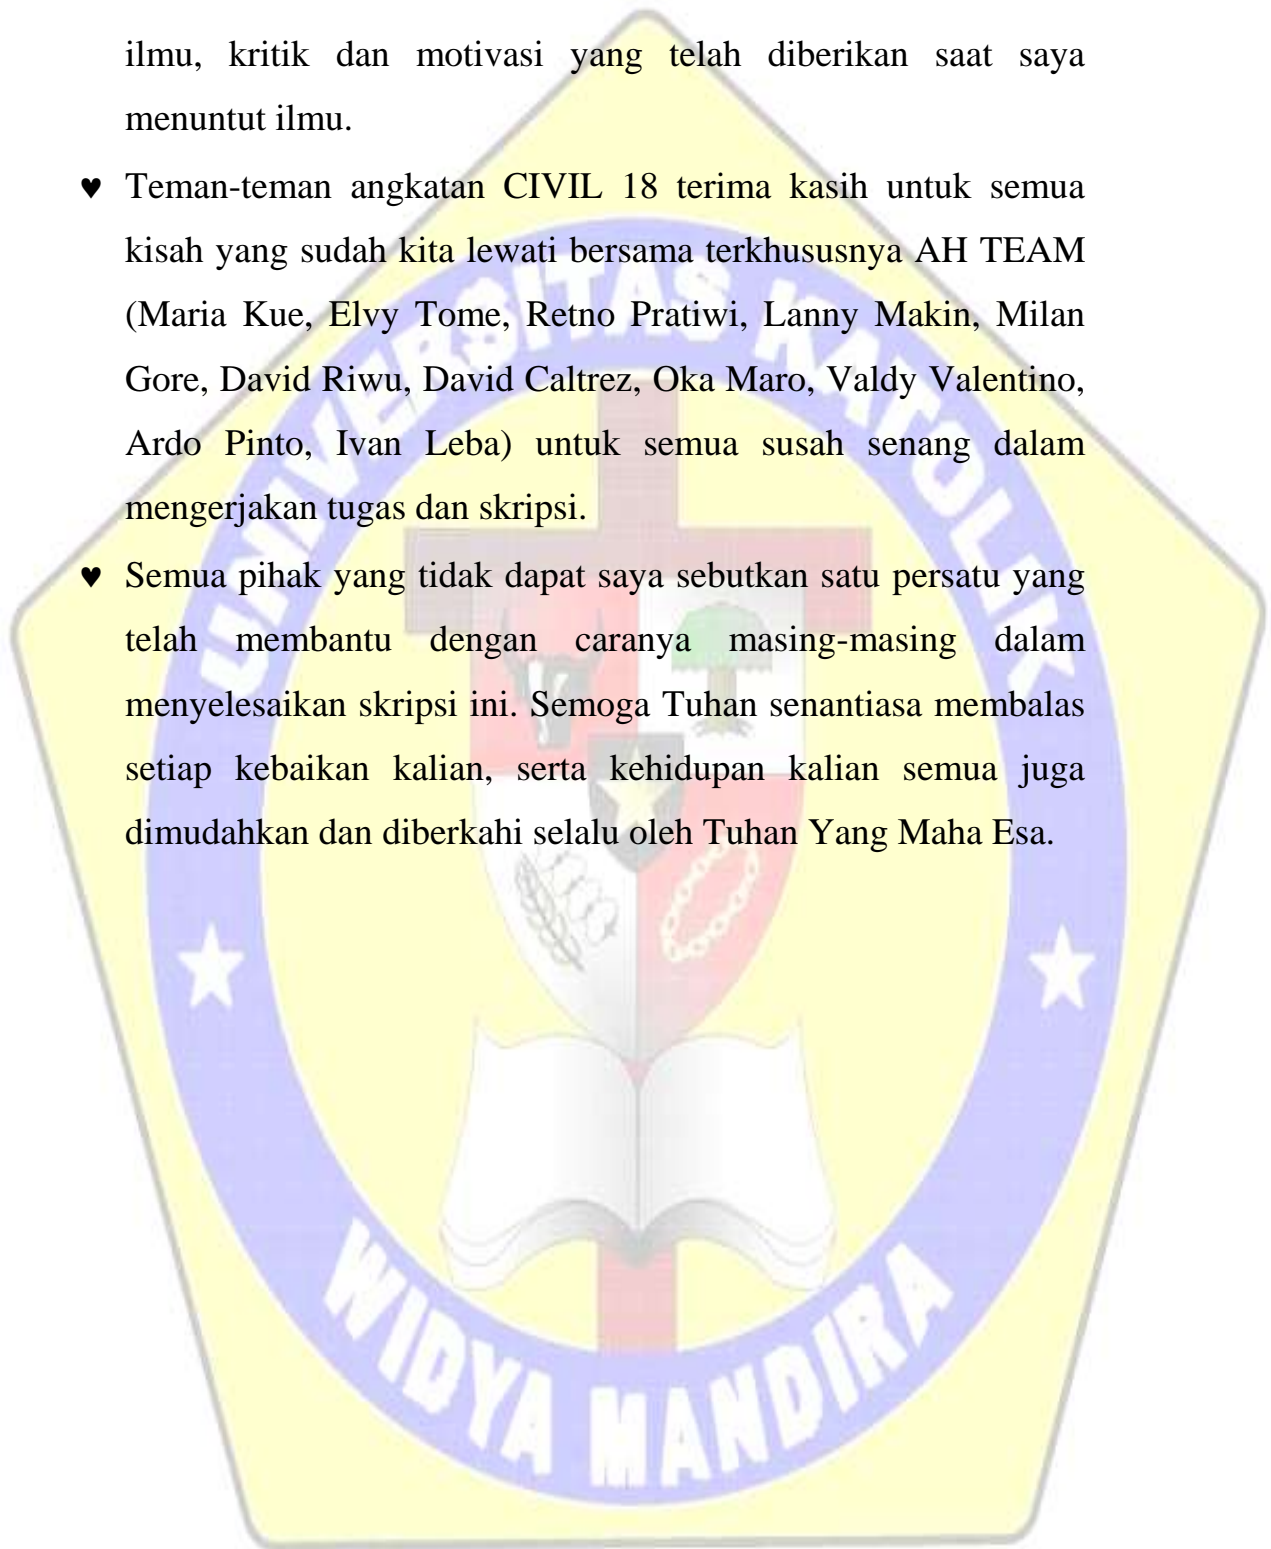 ilmu, kritik dan motivasi yang telah diberikan saat saya
menuntut ilmu.
♥ Teman-teman angkatan CIVIL 18 terima kasih untuk semua
kisah yang sudah kita lewati bersama terkhususnya AH TEAM
(Maria Kue, Elvy Tome, Retno Pratiwi, Lanny Makin, Milan
Gore, David Riwu, David Caltrez, Oka Maro, Valdy Valentino,
Ardo Pinto, Ivan Leba) untuk semua susah senang dalam
mengerjakan tugas dan skripsi.
♥ Semua pihak yang tidak dapat saya sebutkan satu persatu yang
telah membantu dengan caranya masing-masing dalam
menyelesaikan skripsi ini. Semoga Tuhan senantiasa membalas
setiap kebaikan kalian, serta kehidupan kalian semua juga
dimudahkan dan diberkahi selalu oleh Tuhan Yang Maha Esa.
UNIVERSITAS KATOLIK
WIDYA MANDIRA